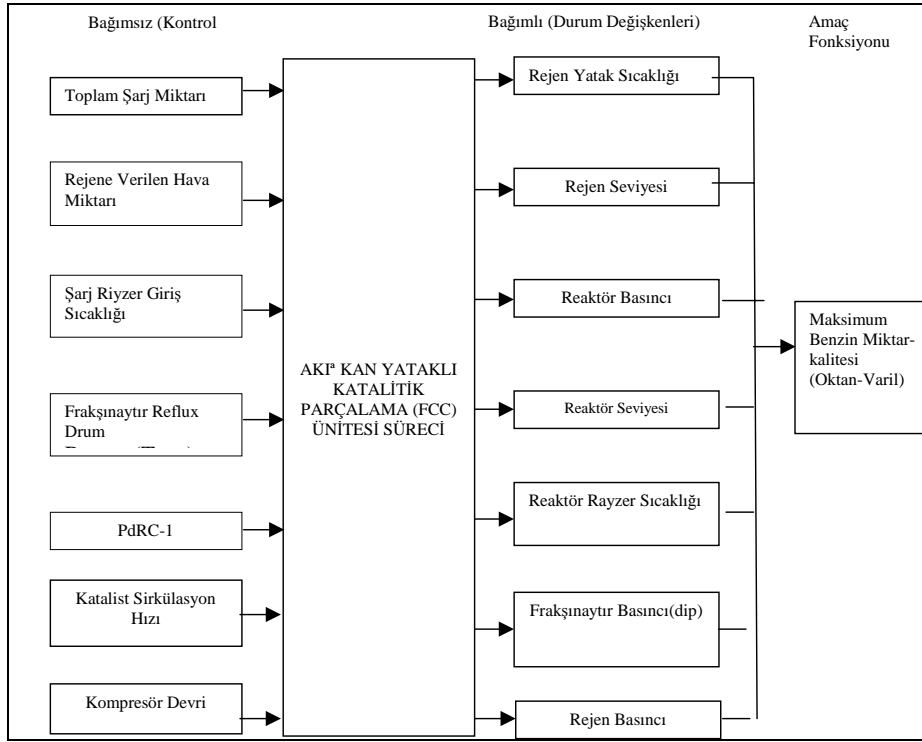 Bağımsız (Kontrol
Bağımlı (Durum Değişkenleri)
Amaç
Fonksiyonu
Toplam Şarj Miktarı
Rejene Verilen Hava
Miktarı
Şarj Riyzer Giriş
Sıcaklığı
Frakşınaytır Reflux
Drum
PdRC-1
Katalist Sirkülasyon
Hızı
Kompresör Devri
AKIª KAN YATAKLI
KATALİTİK
PARÇALAMA (FCC)
ÜNİTESİ SÜRECİ
Rejen Yatak Sıcaklığı
Rejen Seviyesi
Reaktör Basıncı
Reaktör Seviyesi
Reaktör Rayzer Sıcaklığı
Frakşınaytır Basıncı(dip)
Rejen Basıncı
Maksimum
Benzin Miktar-
kalitesi
(Oktan-Varil)